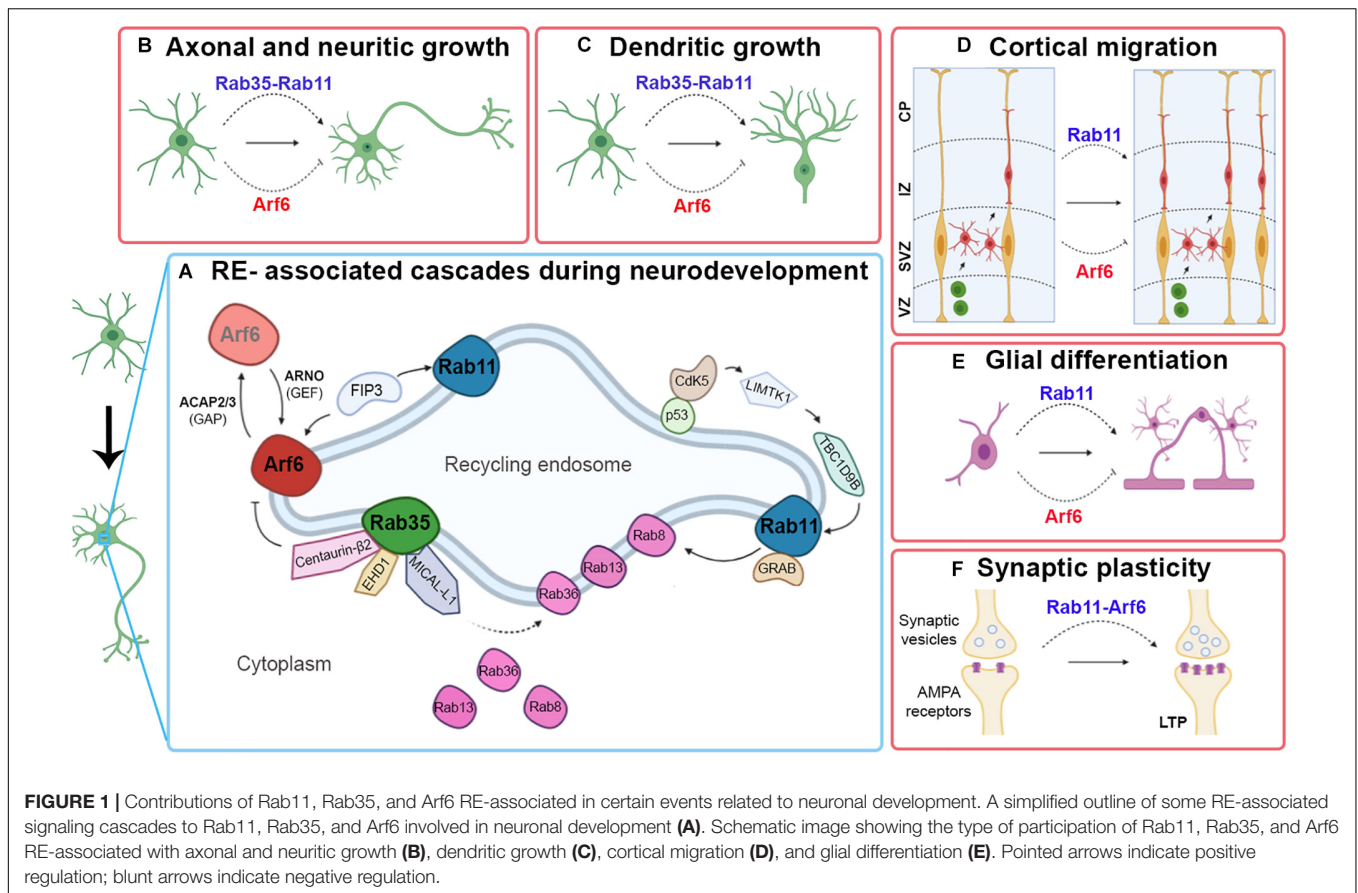 B Axonal and neuritic growth
Rab35-Rab11
Arf6
C Dendritic growth
Rab35-Rab11
Arf6
D Cortical migration
CP
IZ
SVZ
VZ
Rab11
Arf6
A RE- associated cascades during neurodevelopment
Arf6
ARNO
(GEF)
ACAP2/3
(GAP)
FIP3
Rab11
Arf6
Recycling endosome
CdK5
p53
LIMTK1
TBC1D9B
Rab11
GRAB
Rab35
Centaurin-β2
EHD1
MICAL-L1
Rab8
Rab13
Rab36
Cytoplasm
Rab36
Rab13
Rab8
E Glial differentiation
Rab11
Arf6
F Synaptic plasticity
Rab11-Arf6
Synaptic
vesicles
AMPA
receptors
LTP
FIGURE 1 | Contributions of Rab11, Rab35, and Arf6 RE-associated in certain events related to neuronal development. A simplified outline of some RE-associated
signaling cascades to Rab11, Rab35, and Arf6 involved in neuronal development (A). Schematic image showing the type of participation of Rab11, Rab35, and Arf6
RE-associated with axonal and neuritic growth (B), dendritic growth (C), cortical migration (D), and glial differentiation (E). Pointed arrows indicate positive
regulation; blunt arrows indicate negative regulation.